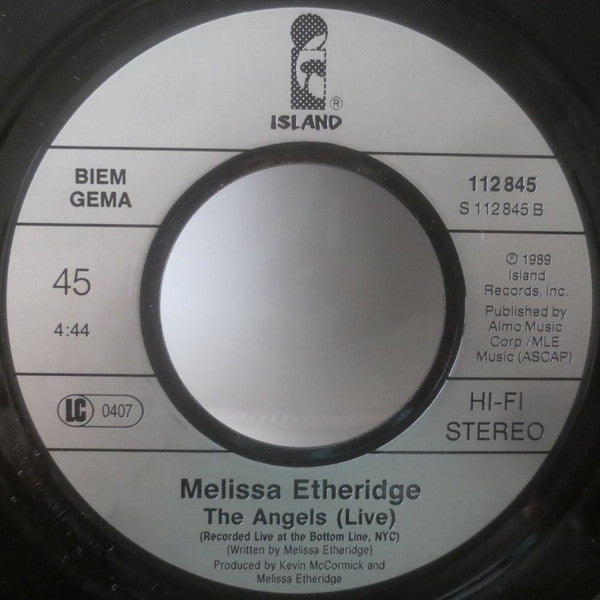 ®
ISLAND
BIEM
GEMA
45
4:44
LC 0407
112 845
S 112 845 B
℗ 1989
Island
Records, Inc.
Published by
Almo Music
Corp./MLE
Music (ASCAP)
HI-FI
STEREO
Melissa Etheridge
The Angels (Live)
(Recorded Live at the Bottom Line, NYC)
(Written by Melissa Etheridge)
Produced by Kevin McCormick and
Melissa Etheridge